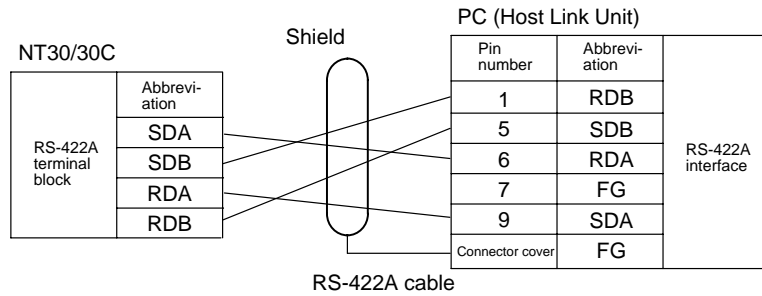 PC (Host Link Unit)
Shield
NT30/30C
Pin
number
Abbrevi-
ation
Abbrevi-
ation
RS-422A
terminal
block
SDA
SDB
RDA
RDB
1 RDB
5 SDB
6 RDA
7 FG
9 SDA
Connector cover FG
RS-422A
interface
RS-422A cable